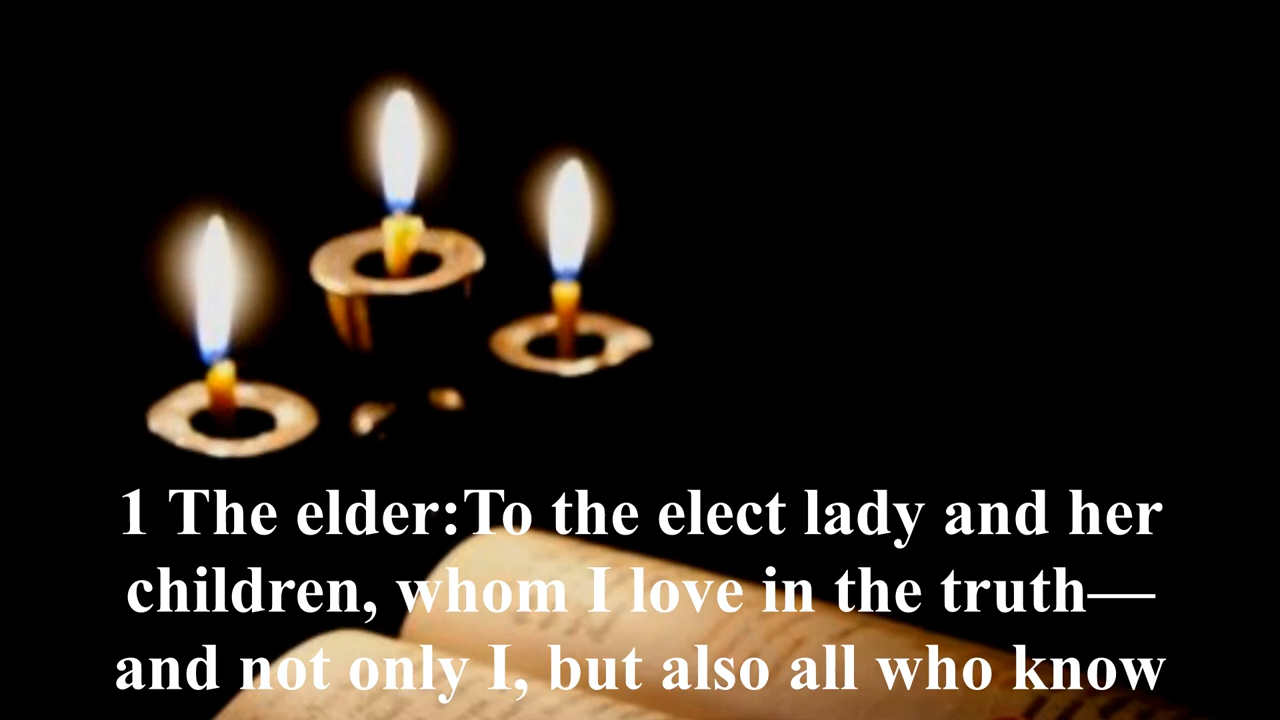 1 The elder:To the elect lady and her
children, whom I love in the truth—
and not only I, but also all who know